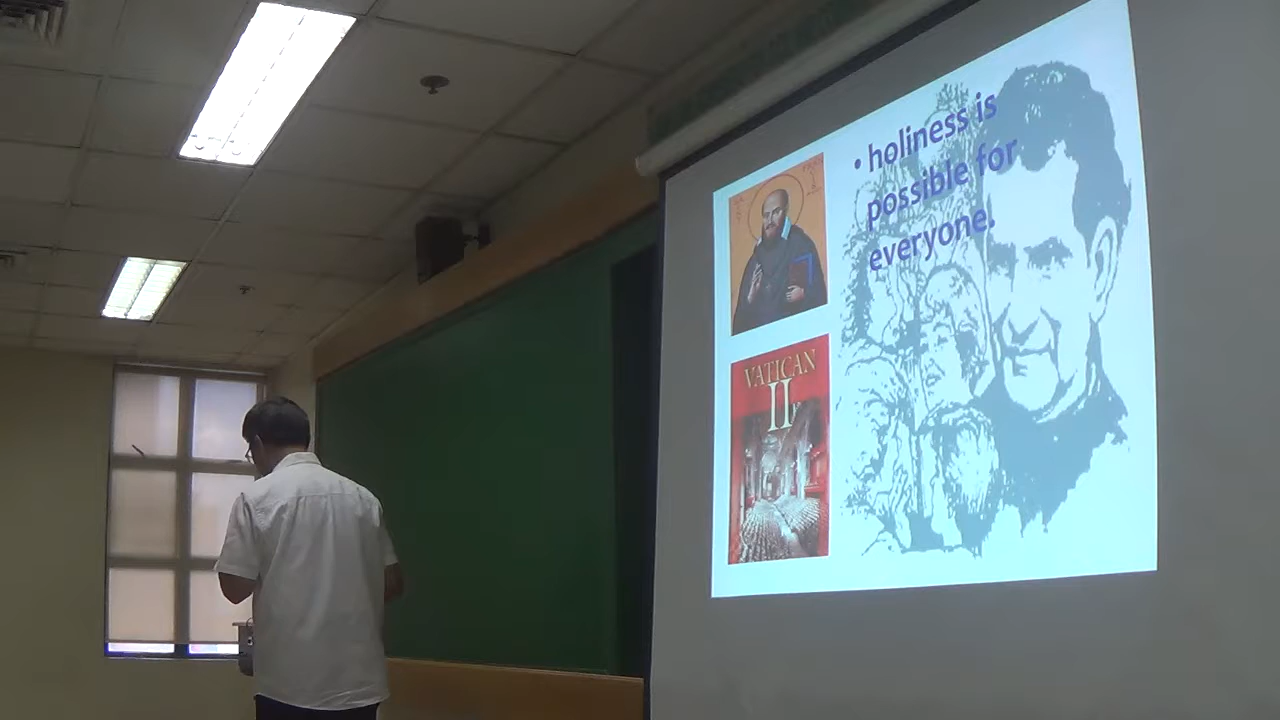 • holiness is
possible for
everyone.
VATICAN
II